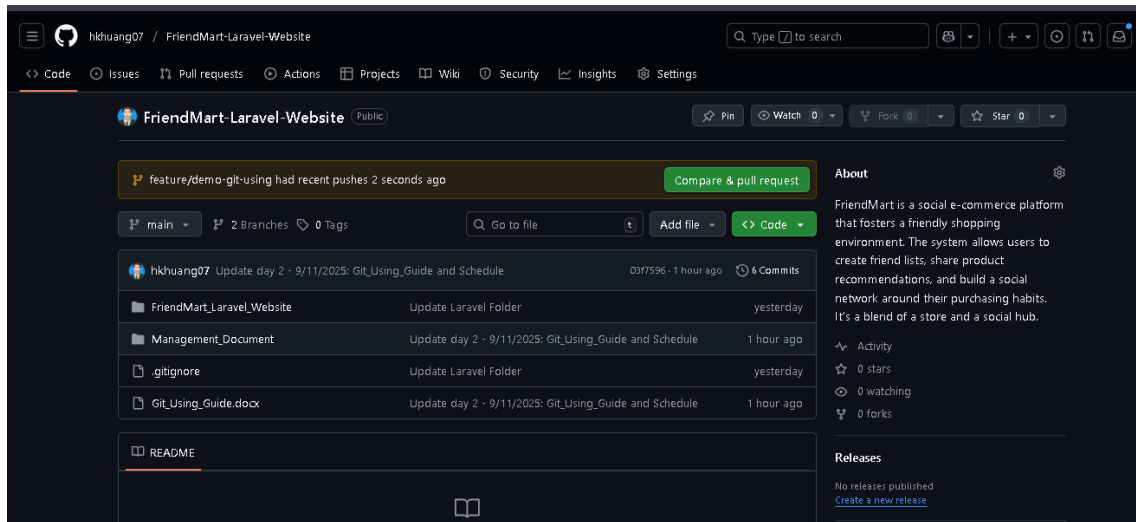 hkhuang07 / FriendMart-Laravel-Website
Type / to search
Code
Issues
Pull requests
Actions
Projects
Wiki
Security
Insights
Settings
FriendMart-Laravel-Website Public
Pin
Watch 0
Fork 0
Star 0
feature/demo-git-using had recent pushes 2 seconds ago
Compare & pull request
main
2 Branches
0 Tags
Go to file t
Add file
<> Code
hkhuang07 Update day 2 - 9/11/2025: Git_Using_Guide and Schedule
03f7596 · 1 hour ago
6 Commits
FriendMart_Laravel_Website Update Laravel Folder yesterday
Management_Document Update day 2 - 9/11/2025: Git_Using_Guide and Schedule 1 hour ago
.gitignore Update Laravel Folder yesterday
Git_Using_Guide.docx Update day 2 - 9/11/2025: Git_Using_Guide and Schedule 1 hour ago
README
About
FriendMart is a social e-commerce platform
that fosters a friendly shopping
environment. The system allows users to
create friend lists, share product
recommendations, and build a social
network around their purchasing habits.
It's a blend of a store and a social hub.
Activity
0 stars
0 watching
0 forks
Releases
No releases published
Create a new release